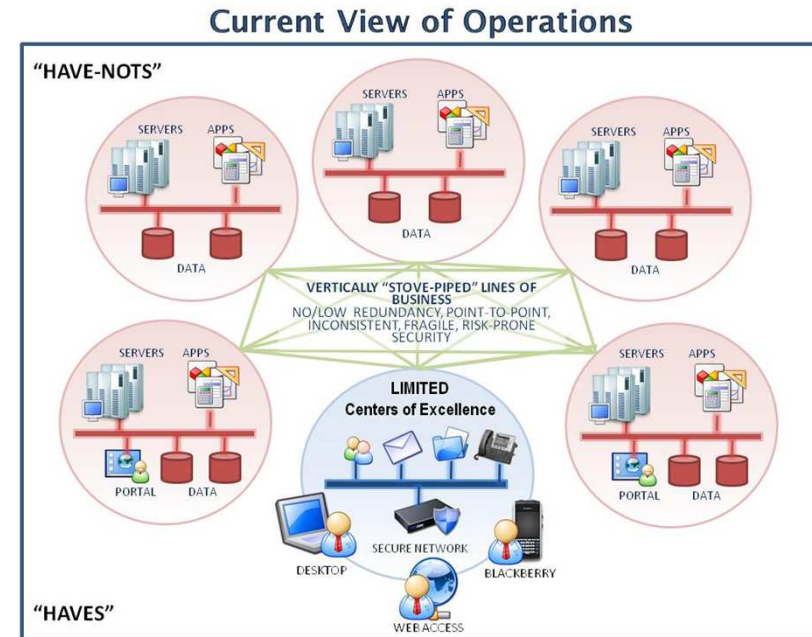 Current View of Operations
“HAVE-NOTS”
SERVERS APPS
DATA
SERVERS APPS
DATA
SERVERS APPS
DATA
VERTICALLY “STOVE-PIPED” LINES OF
BUSINESS
NO/LOW REDUNDANCY, POINT-TO-POINT,
INCONSISTENT, FRAGILE, RISK-PRONE
SECURITY
SERVERS APPS
PORTAL DATA
LIMITED
Centers of Excellence
SECURE NETWORK
DESKTOP
BLACKBERRY
WEB ACCESS
SERVERS APPS
PORTAL DATA
“HAVES”